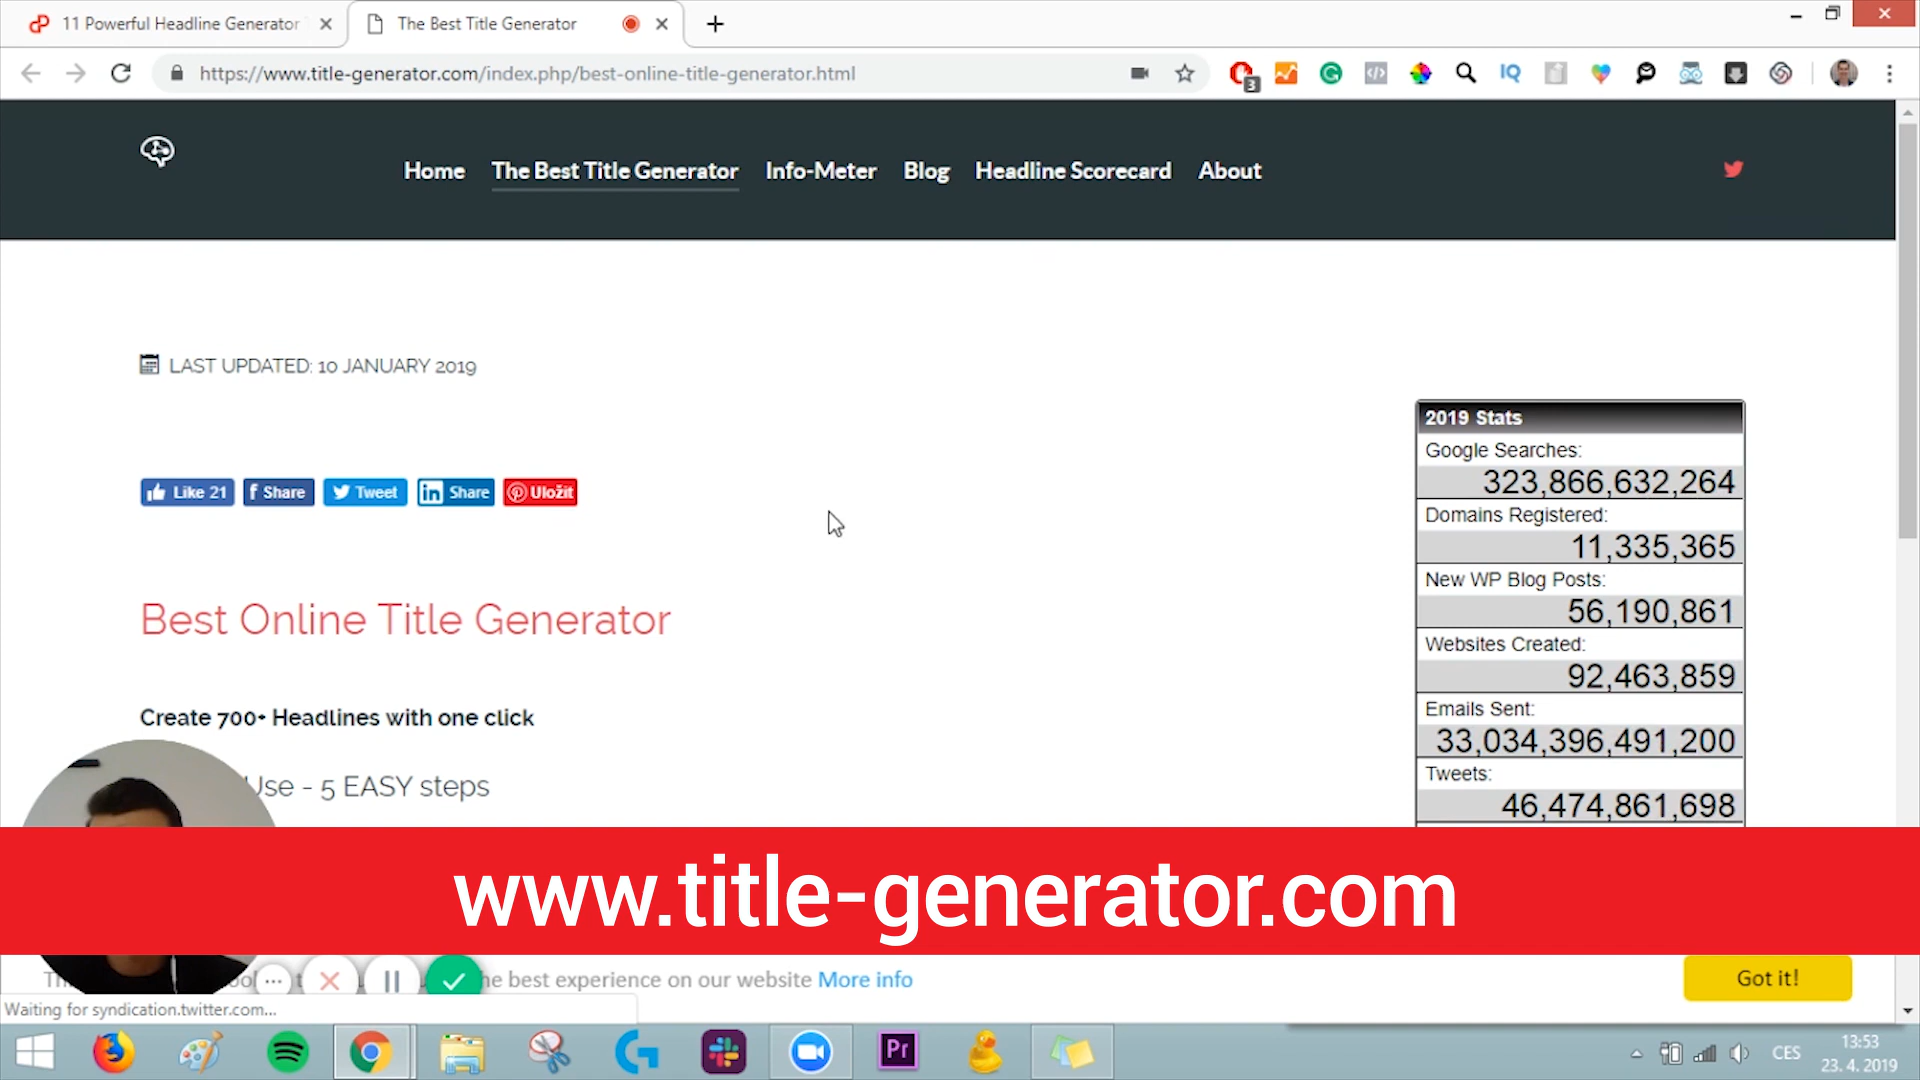 11 Powerful Headline Generator
The Best Title Generator
https://www.title-generator.com/index.php/best-online-title-generator.html
3
IQ
Home The Best Title Generator Info-Meter Blog Headline Scorecard About
LAST UPDATED: 10 JANUARY 2019
Like 21 Share Tweet Share Uložit
Best Online Title Generator
Create 700+ Headlines with one click
Use - 5 EASY steps
2019 Stats
Google Searches:
323,866,632,264
Domains Registered:
11,335,365
New WP Blog Posts:
56,190,861
Websites Created:
92,463,859
Emails Sent:
33,034,396,491,200
Tweets:
46,474,861,698
www.title-generator.com
he best experience on our website More info
Got it!
Waiting for syndication.twitter.com...
Pr
CES
13:53
23. 4. 2019